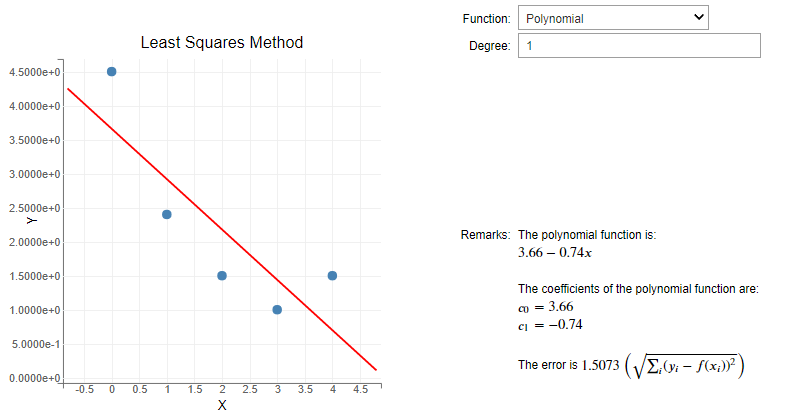 Function: Polynomial
Degree: 1
Least Squares Method
4.5000e+0
4.0000e+0
3.5000e+0
3.0000e+0
2.5000e+0
2.0000e+0
1.5000e+0
1.0000e+0
5.0000e-1
0.0000e+0
Y
-0.5 0 0.5 1 1.5 2 2.5 3 3.5 4 4.5
X
Remarks: The polynomial function is:
3.66 − 0.74x
The coefficients of the polynomial function are:
c₀ = 3.66
c₁ = −0.74
The error is 1.5073 (√∑ᵢ(yᵢ − f(xᵢ))²)